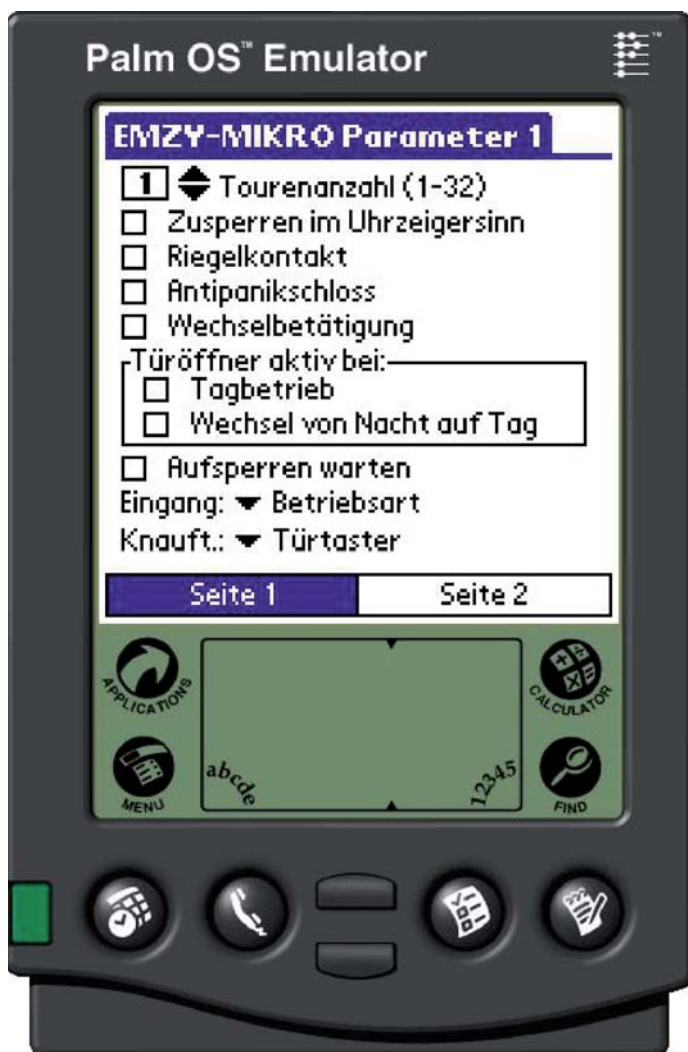 Palm OS™ Emulator
™
EMZY-MIKRO Parameter 1
1 Tourenanzahl (1-32)
Zusperren im Uhrzeigersinn
Riegelkontakt
Antipanikschloss
Wechselbetätigung
Türöffner aktiv bei:
Tagbetrieb
Wechsel von Nacht auf Tag
Aufsperren warten
Eingang: Betriebsart
Knauft.: Türtaster
Seite 1 Seite 2
APPLICATIONS
CALCULATOR
MENU
abcde
12345
FIND